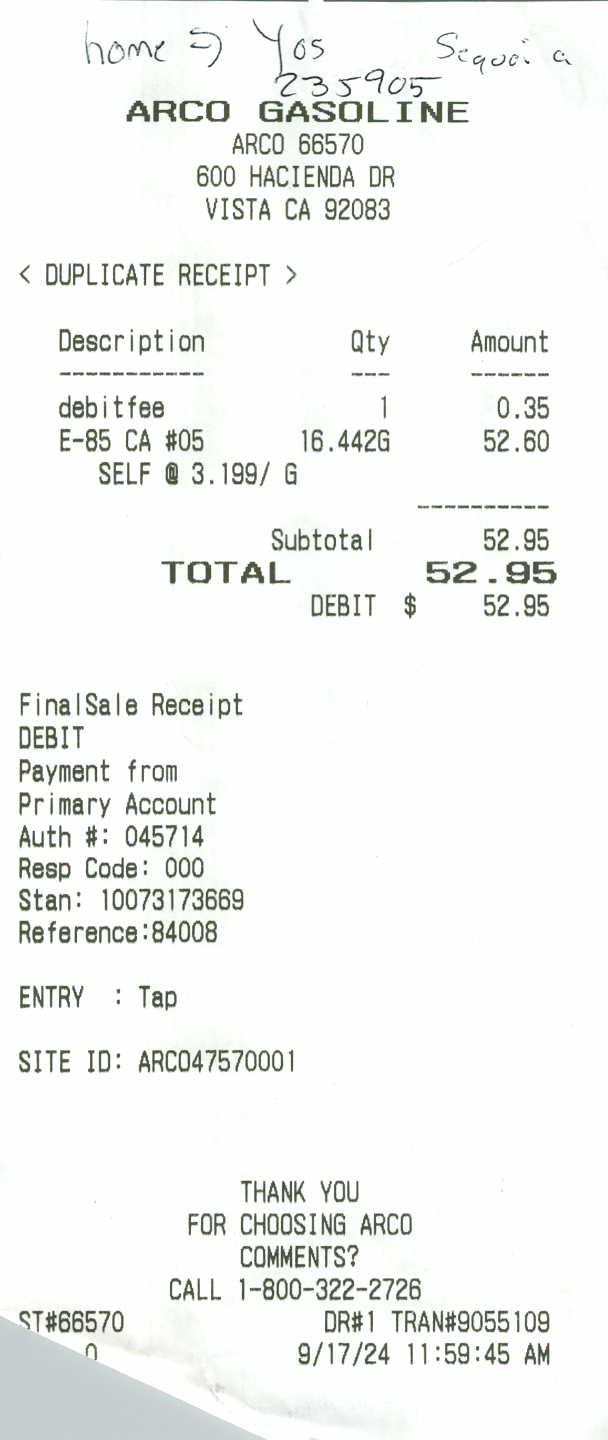 home => Yos Sequoia
235905
ARCO GASOLINE
ARCO 66570
600 HACIENDA DR
VISTA CA 92083
< DUPLICATE RECEIPT >
Description Qty Amount
----------- --- ------
debitfee 1 0.35
E-85 CA #05 16.442G 52.60
SELF @ 3.199/ G
----------
Subtotal 52.95
TOTAL 52.95
DEBIT $ 52.95
FinalSale Receipt
DEBIT
Payment from
Primary Account
Auth #: 045714
Resp Code: 000
Stan: 10073173669
Reference:84008
ENTRY : Tap
SITE ID: ARCO47570001
THANK YOU
FOR CHOOSING ARCO
COMMENTS?
CALL 1-800-322-2726
ST#66570 DR#1 TRAN#9055109
9/17/24 11:59:45 AM